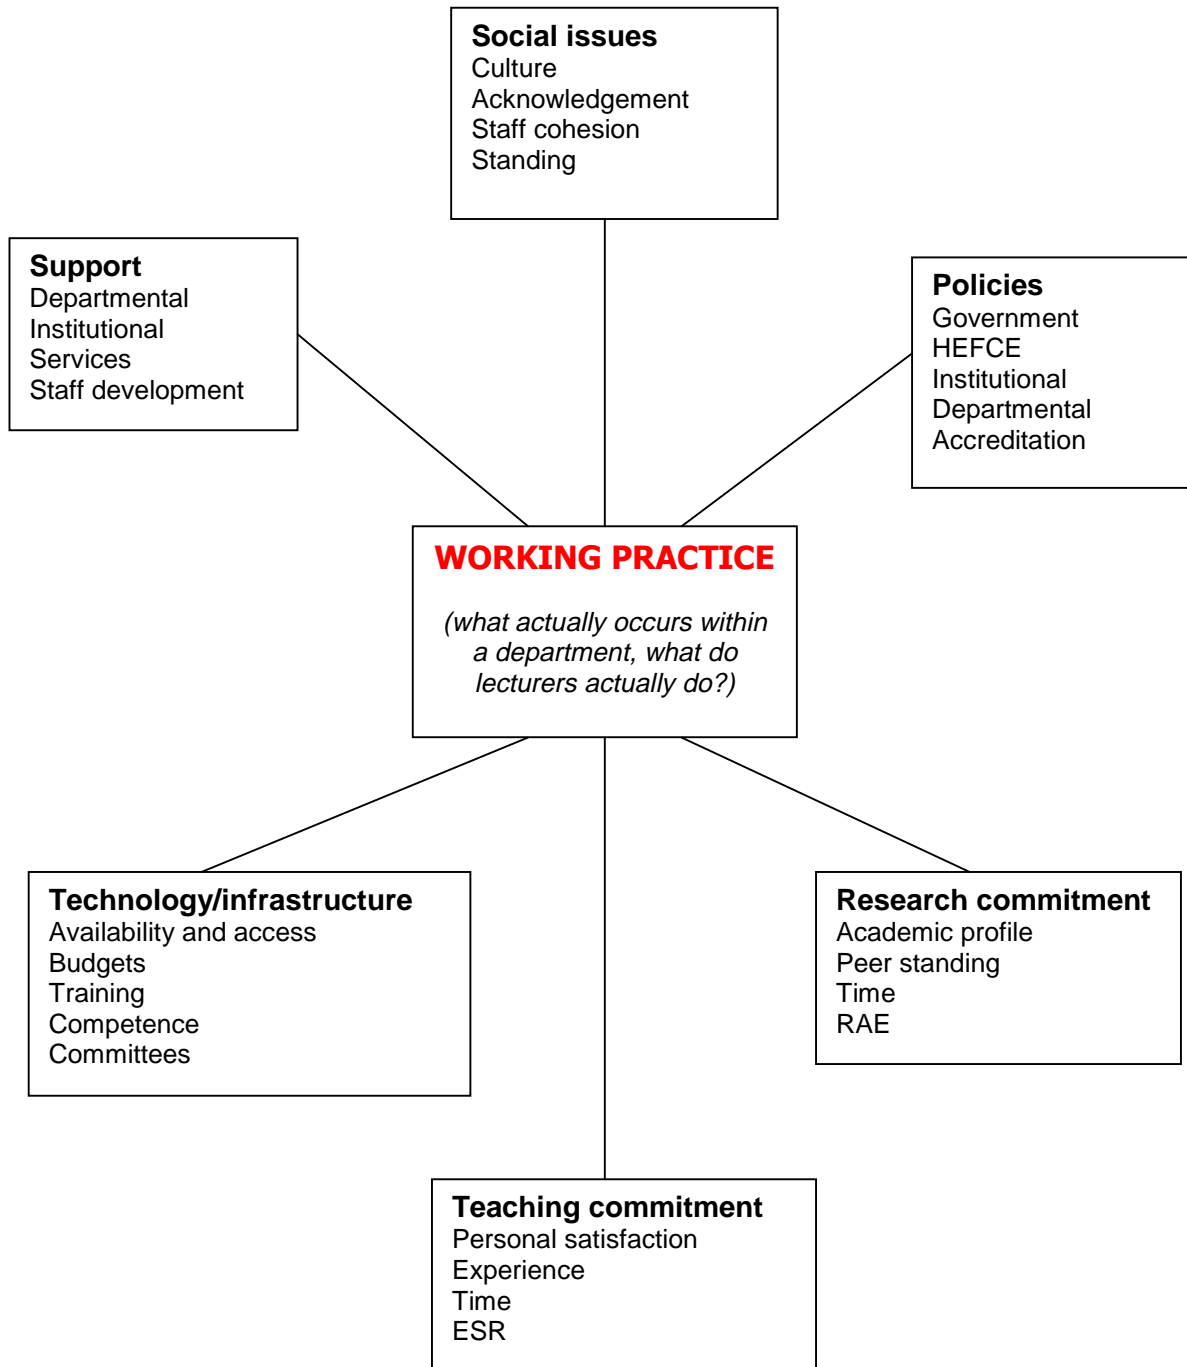 Social issues
Culture
Acknowledgement
Staff cohesion
Standing
Support
Departmental
Institutional
Services
Staff development
Policies
Government
HEFCE
Institutional
Departmental
Accreditation
WORKING PRACTICE
(what actually occurs within
a department, what do
lecturers actually do?)
Technology/infrastructure
Availability and access
Budgets
Training
Competence
Committees
Research commitment
Academic profile
Peer standing
Time
RAE
Teaching commitment
Personal satisfaction
Experience
Time
ESR